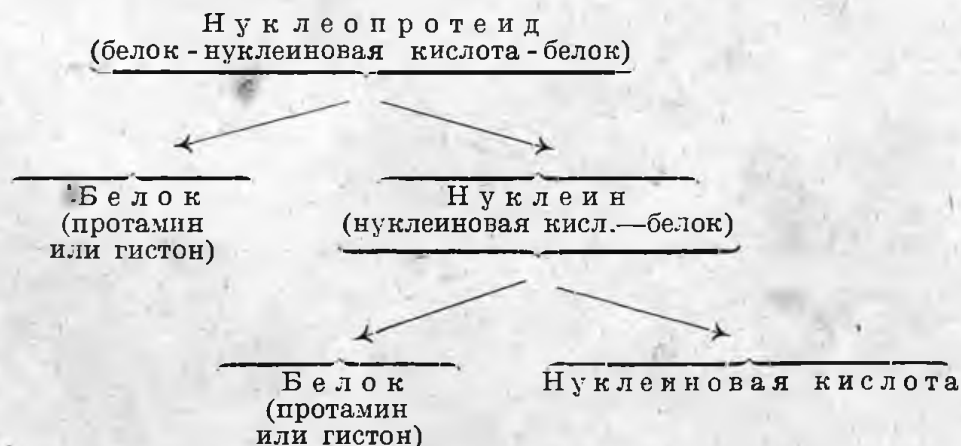 Нуклеопротеид
(белок-нуклеиновая кислота-белок)
Белок
(протамин
или гистон)
Нуклеин
(нуклеиновая кисл.—белок)
Белок
(протамин
или гистон)
Нуклеиновая кислота